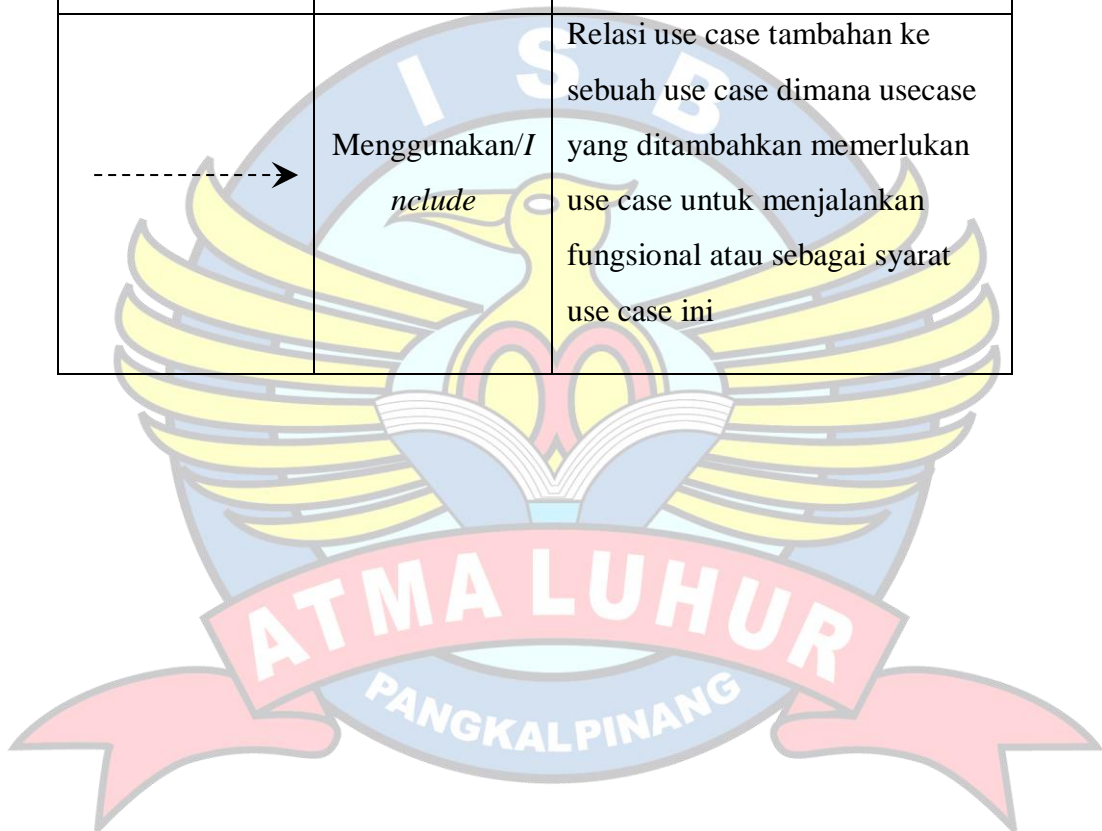 Relasi use case tambahan ke
sebuah use case dimana usecase
Menggunakan/I
yang ditambahkan memerlukan
nclude
use case untuk menjalankan
fungsional atau sebagai syarat
use case ini
I S B
ATMA LUHUR
PANGKALPINANG